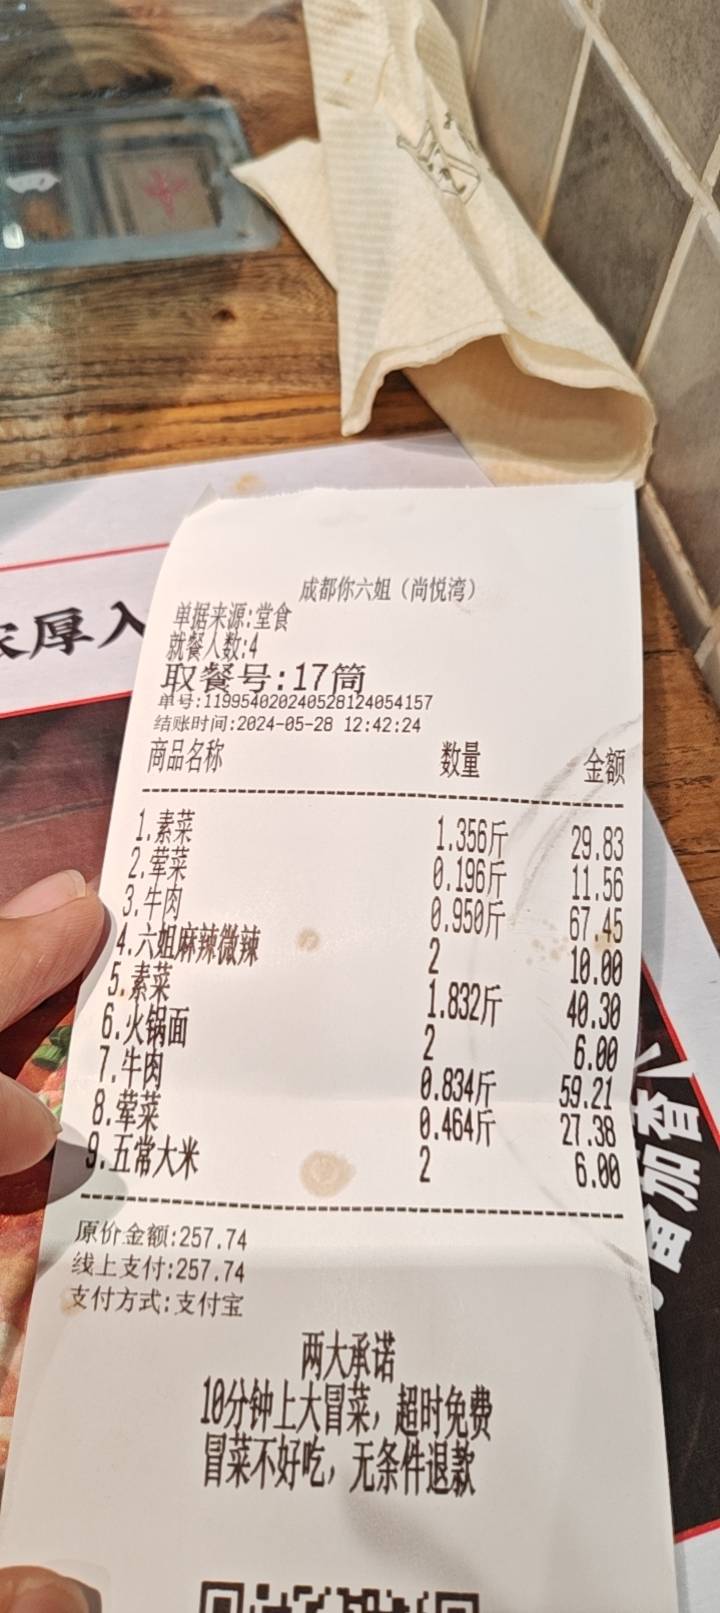 中
农厚入
成都你六姐（尚悦湾）
单据来源:堂食
就餐人数:4
取餐号:17筒
单号:119954020240528124054157
结账时间:2024-05-28 12:42:24
商品名称 数量 金额
1.素菜 1.356斤 29.83
2.荤菜 0.196斤 11.56
3.牛肉 0.950斤 67.45
4.六姐麻辣微辣 2 10.00
5.素菜 1.832斤 40.30
6.火锅面 2 6.00
7.牛肉 0.834斤 59.21
8.荤菜 0.464斤 27.38
9.五常大米 2 6.00
原价金额:257.74
线上支付:257.74
支付方式:支付宝
两大承诺
10分钟上大冒菜，超时免费
冒菜不好吃，无条件退款
番茄香